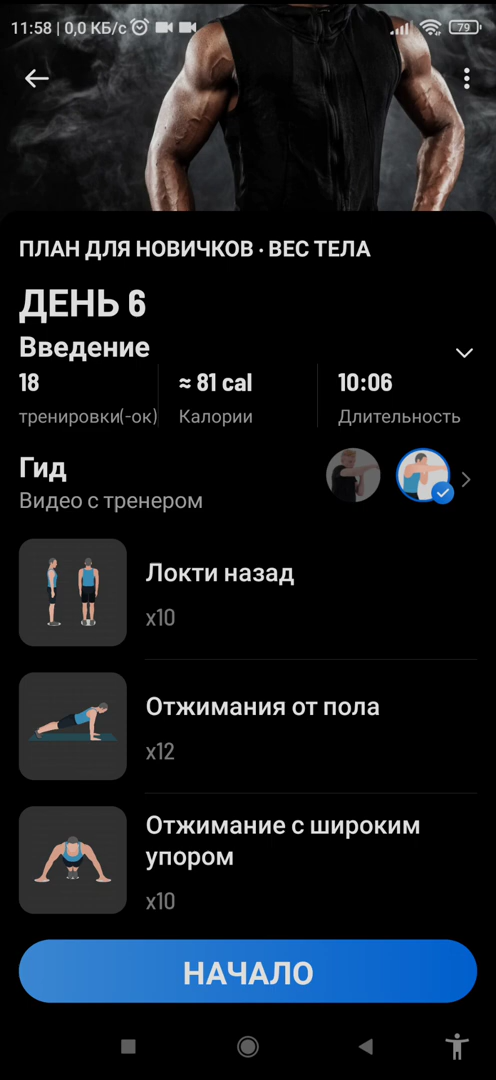 11:58 | 0,0 КБ/с 79
ПЛАН ДЛЯ НОВИЧКОВ · ВЕС ТЕЛА
ДЕНЬ 6
Введение
18 ≈ 81 cal 10:06
тренировки(-ок) Калории Длительность
Гид
Видео с тренером
Локти назад
x10
Отжимания от пола
x12
Отжимание с широким
упором
x10
НАЧАЛО